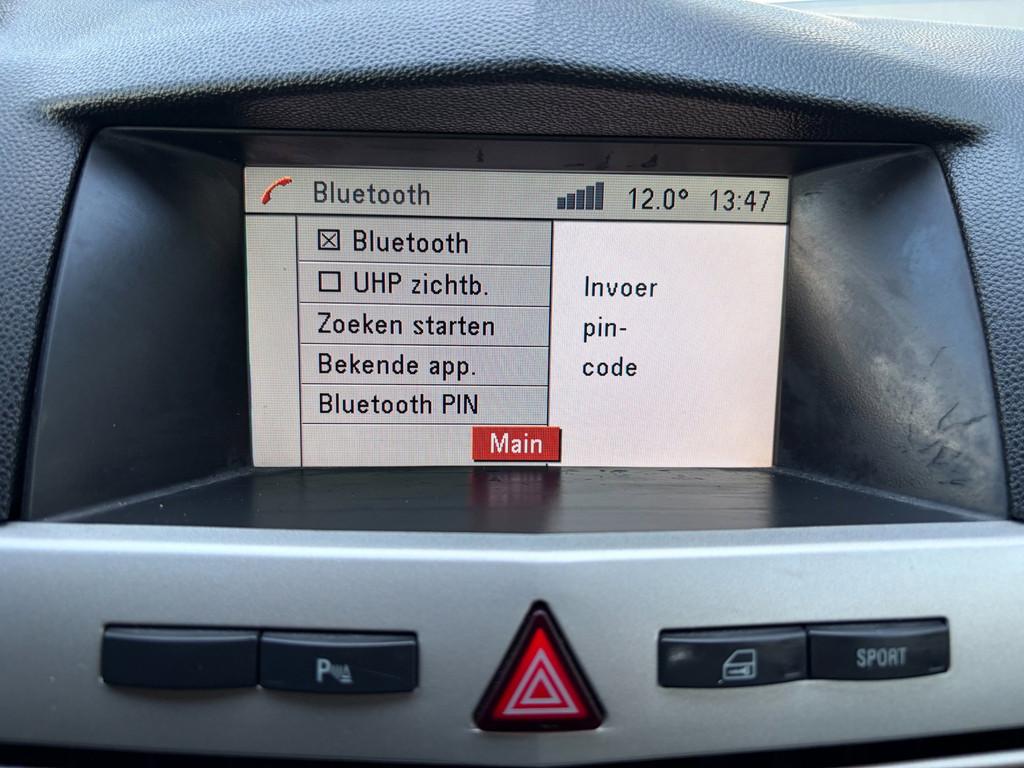 Bluetooth 12.0° 13:47
Bluetooth
UHP zichtb.
Zoeken starten
Bekende app.
Bluetooth PIN
Main
Invoer
pin-
code
P
SPORT